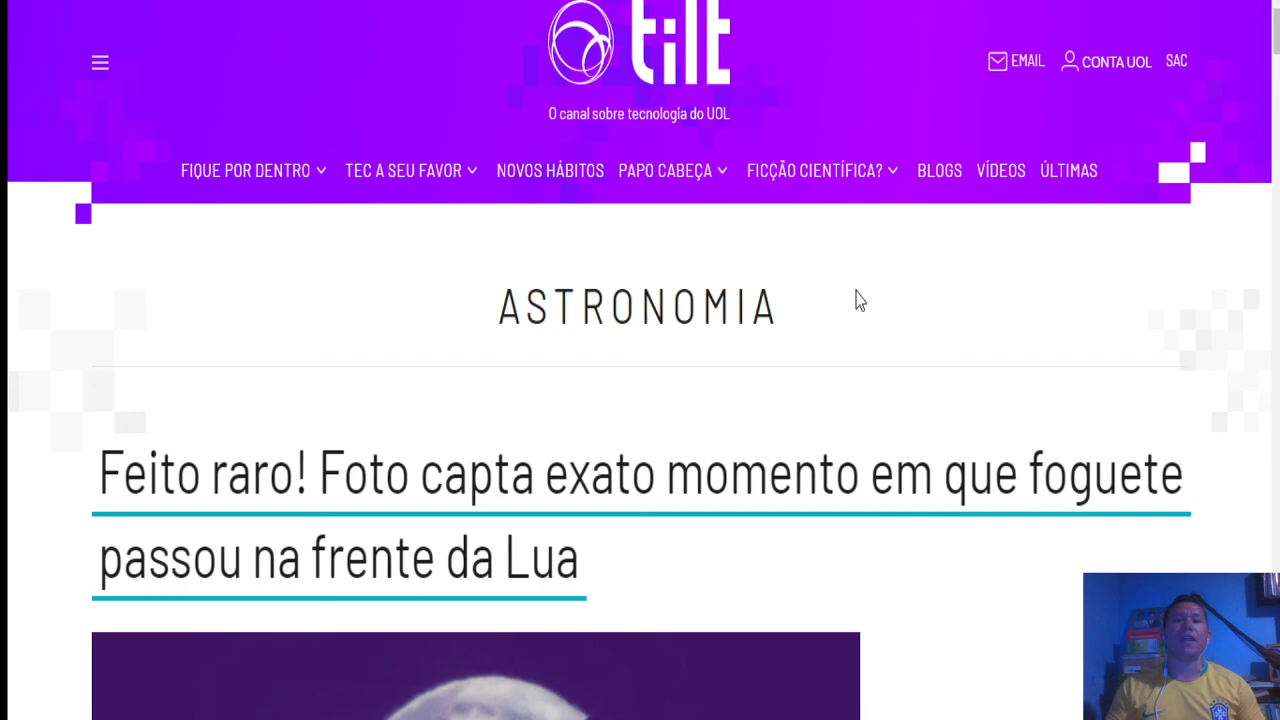 tilt
EMAIL CONTA UOL SAC
O canal sobre tecnologia do UOL
FIQUE POR DENTRO TEC A SEU FAVOR NOVOS HÁBITOS PAPO CABEÇA FICÇÃO CIENTÍFICA? BLOGS VÍDEOS ÚLTIMAS
ASTRONOMIA
Feito raro! Foto capta exato momento em que foguete
passou na frente da Lua